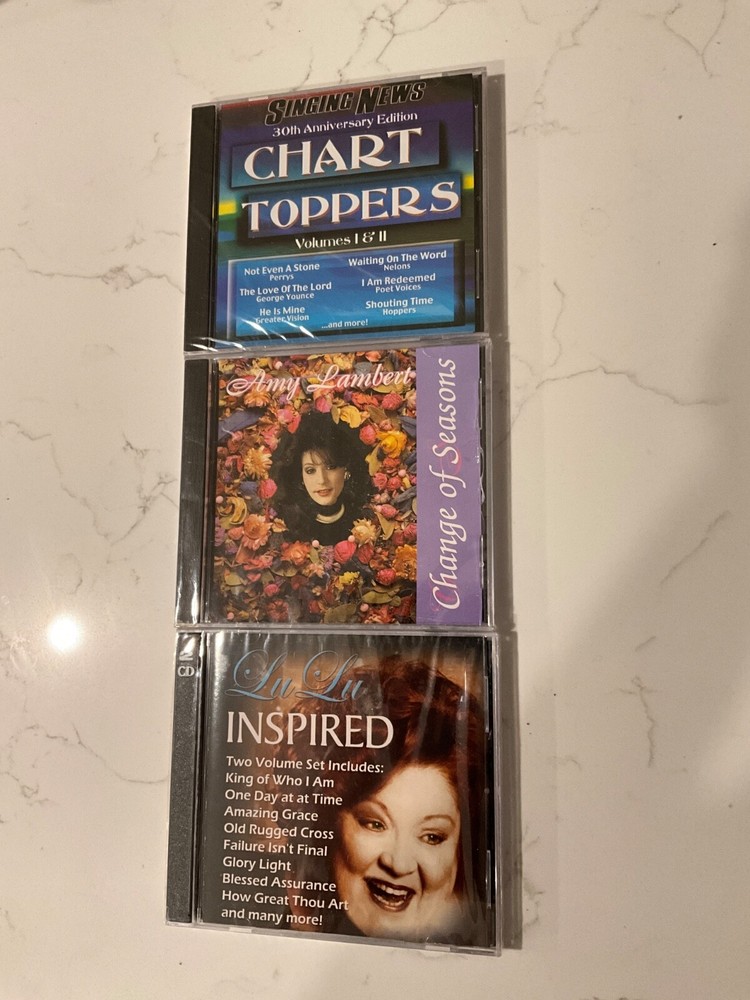 SINGING NEWS
30th Anniversary Edition
CHART
TOPPERS
Volumes I & II
Not Even A Stone
Perrys
The Love Of The Lord
George Younce
He Is Mine
Greater Vision
Waiting On The Word
Nelons
I Am Redeemed
Poet Voices
Shouting Time
Hoppers
...and more!
Amy Lambert
Change of Seasons
2
CD
LuLu
INSPIRED
Two Volume Set Includes:
King of Who I Am
One Day at at Time
Amazing Grace
Old Rugged Cross
Failure Isn't Final
Glory Light
Blessed Assurance
How Great Thou Art
and many more!